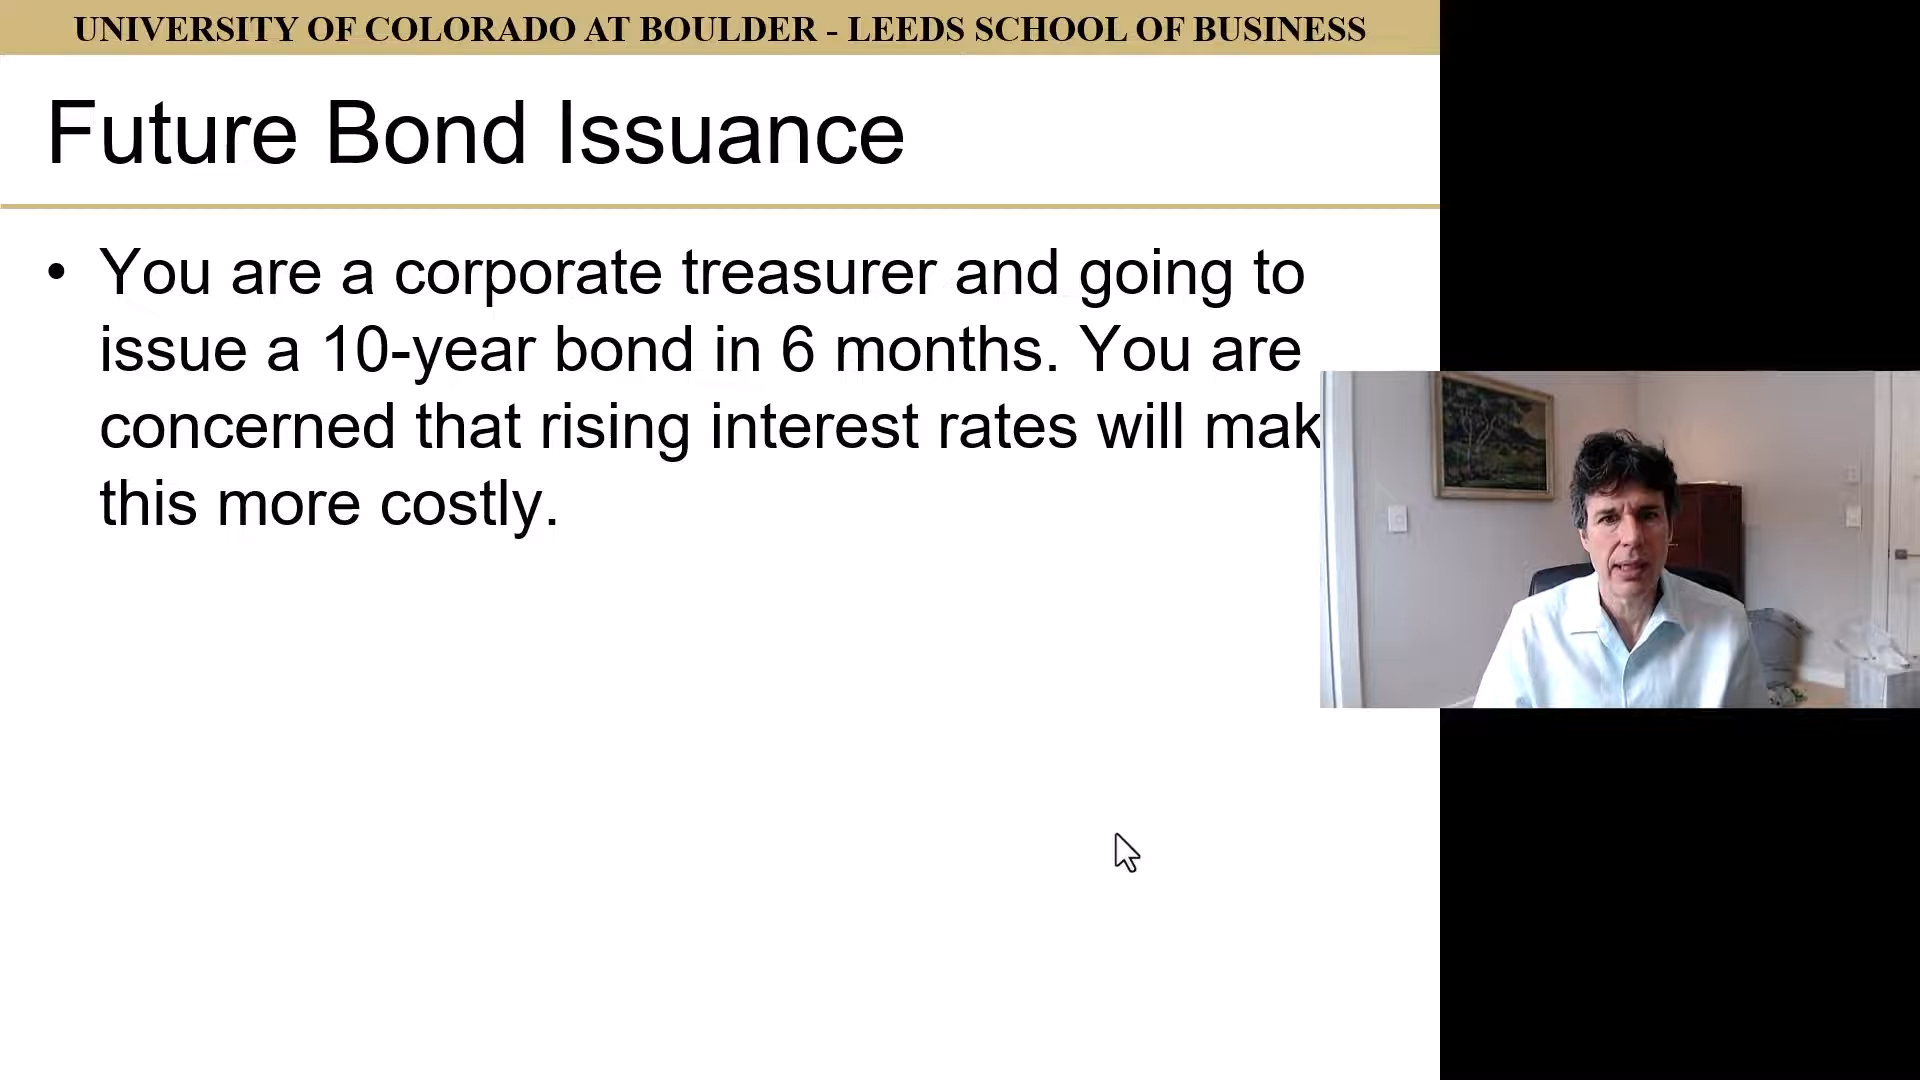 UNIVERSITY OF COLORADO AT BOULDER - LEEDS SCHOOL OF BUSINESS
Future Bond Issuance
• You are a corporate treasurer and going to
issue a 10-year bond in 6 months. You are
concerned that rising interest rates will mak
this more costly.